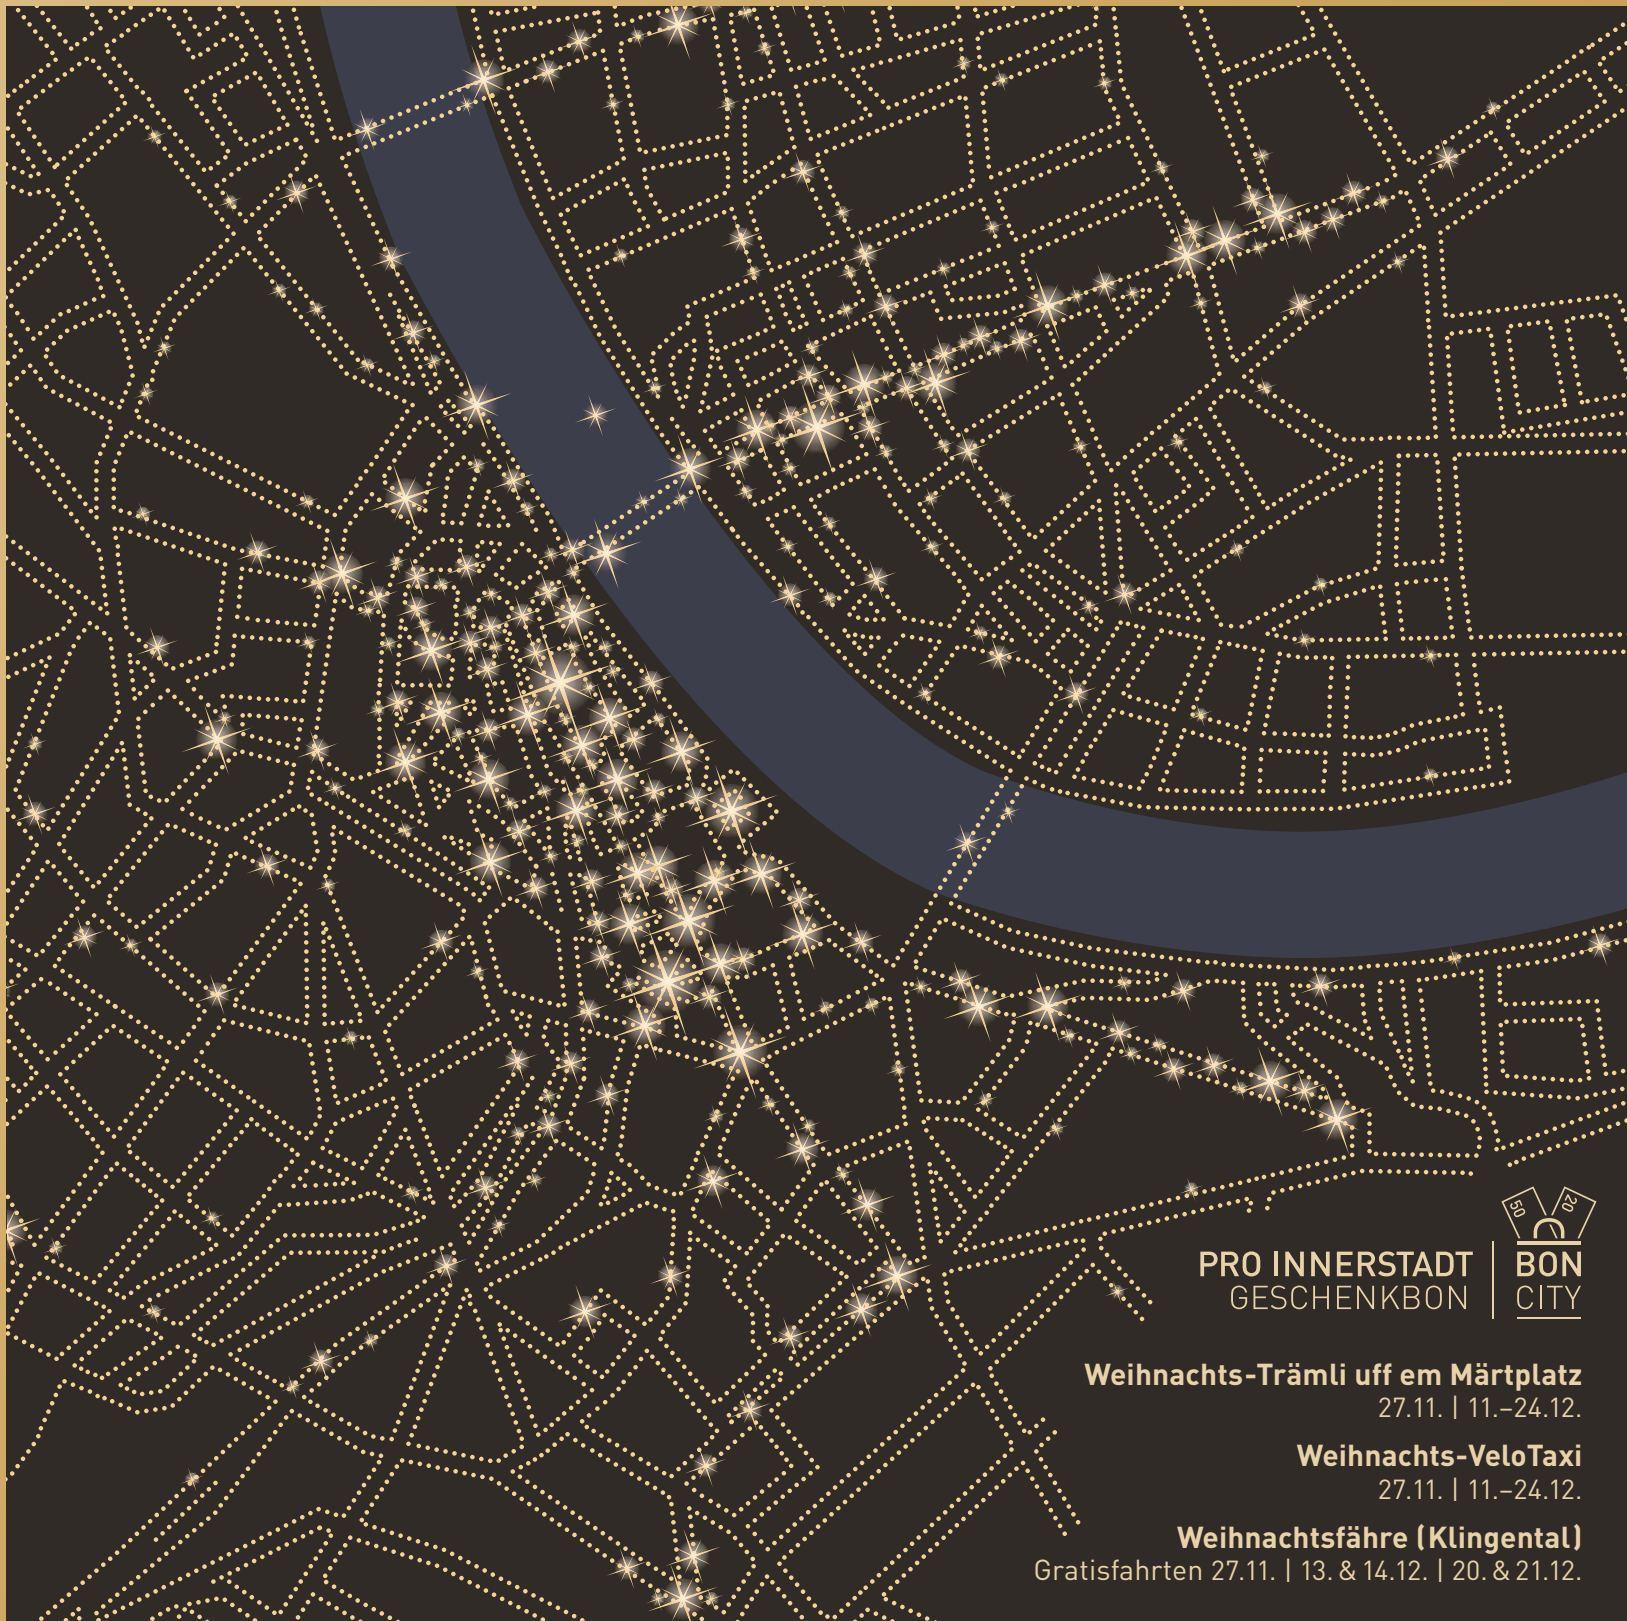 50 20
PRO INNERSTADT
GESCHENKBON
BON
CITY
Weihnachts-Trämli uff em Märtplatz
27.11. | 11.–24.12.
Weihnachts-VeloTaxi
27.11. | 11.–24.12.
Weihnachtsfähre (Klingental)
Gratisfahrten 27.11. | 13. & 14.12. | 20. & 21.12.